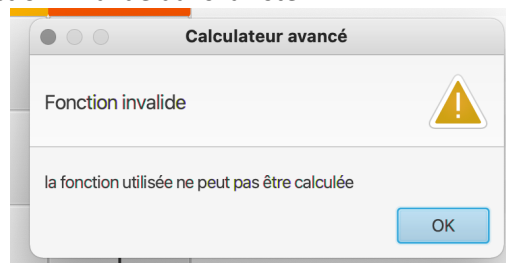 Calculateur avancé
Fonction invalide
la fonction utilisée ne peut pas être calculée
OK